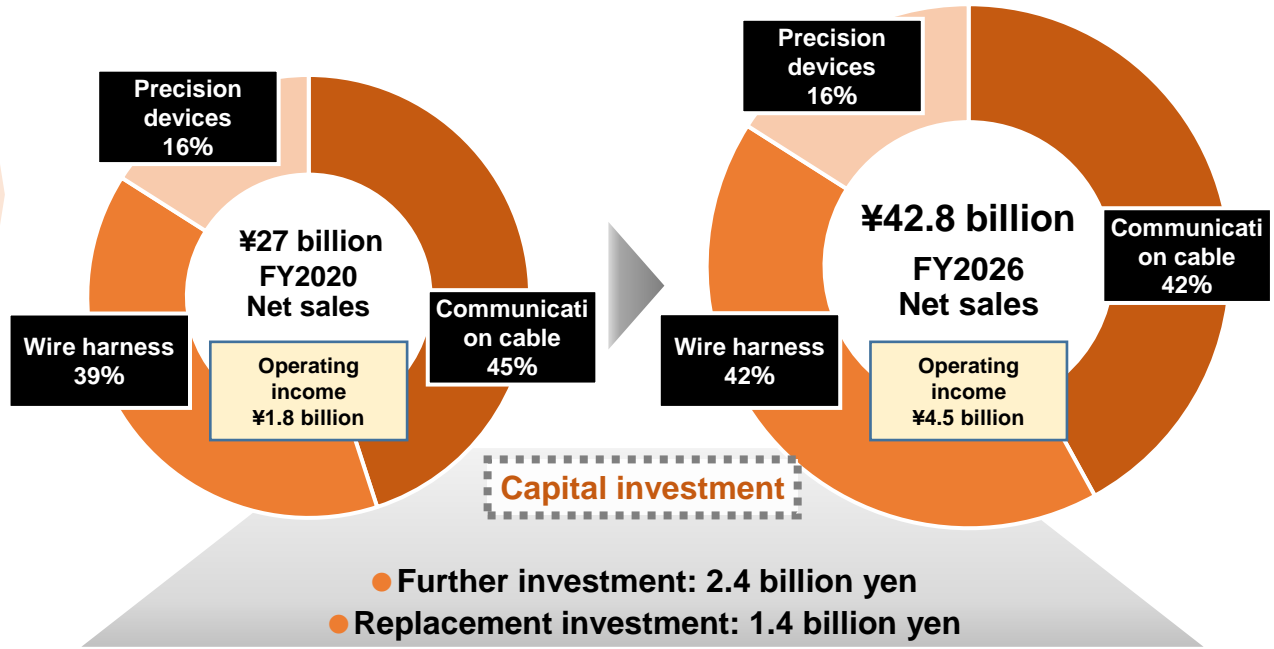 Precision
devices
16%
¥27 billion
FY2020
Net sales
Communicati
on cable
45%
Wire harness
39%
Operating
income
¥1.8 billion
Precision
devices
16%
¥42.8 billion
FY2026
Net sales
Communicati
on cable
42%
Wire harness
42%
Operating
income
¥4.5 billion
Capital investment
● Further investment: 2.4 billion yen
● Replacement investment: 1.4 billion yen